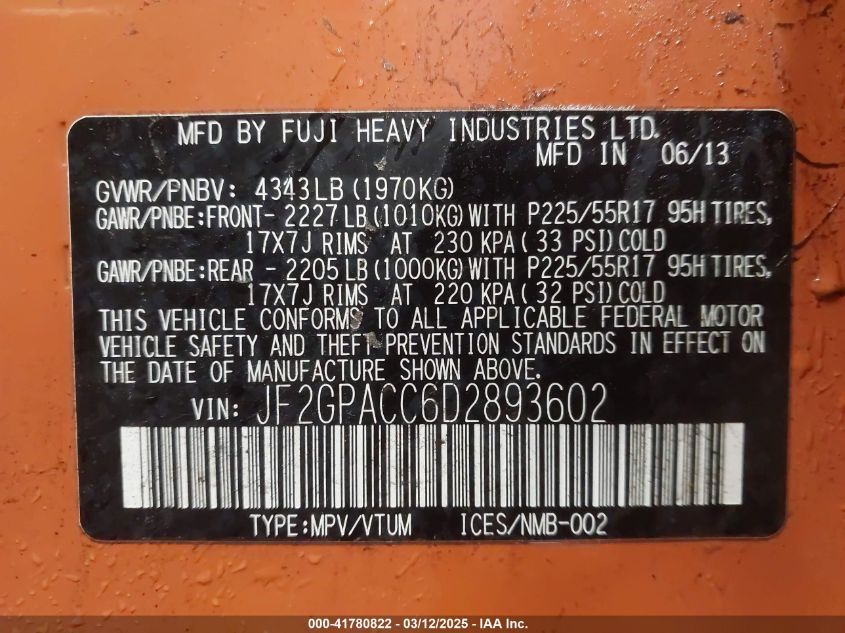 MFD BY FUJI HEAVY INDUSTRIES LTD.
MFD IN 06/13
GVWR/PNBV: 4343LB (1970KG)
GAWR/PNBE:FRONT- 2227LB(1010KG)WITH P225/55R17 95H TIRES,
17X7J RIMS AT 230 KPA(33 PSI)COLD
GAWR/PNBE:REAR - 2205LB(1000KG)WITH P225/55R17 95H TIRES,
17X7J RIMS AT 220 KPA(32 PSI)COLD
THIS VEHICLE CONFORMS TO ALL APPLICABLE FEDERAL MOTOR
VEHICLE SAFETY AND THEFT PREVENTION STANDARDS IN EFFECT ON
THE DATE OF MANUFACTURE SHOWN ABOVE.
VIN: JF2GPACC6D2893602
TYPE:MPV/VTUM ICES/NMB-002
000-41780822 - 03/12/2025 - IAA Inc.